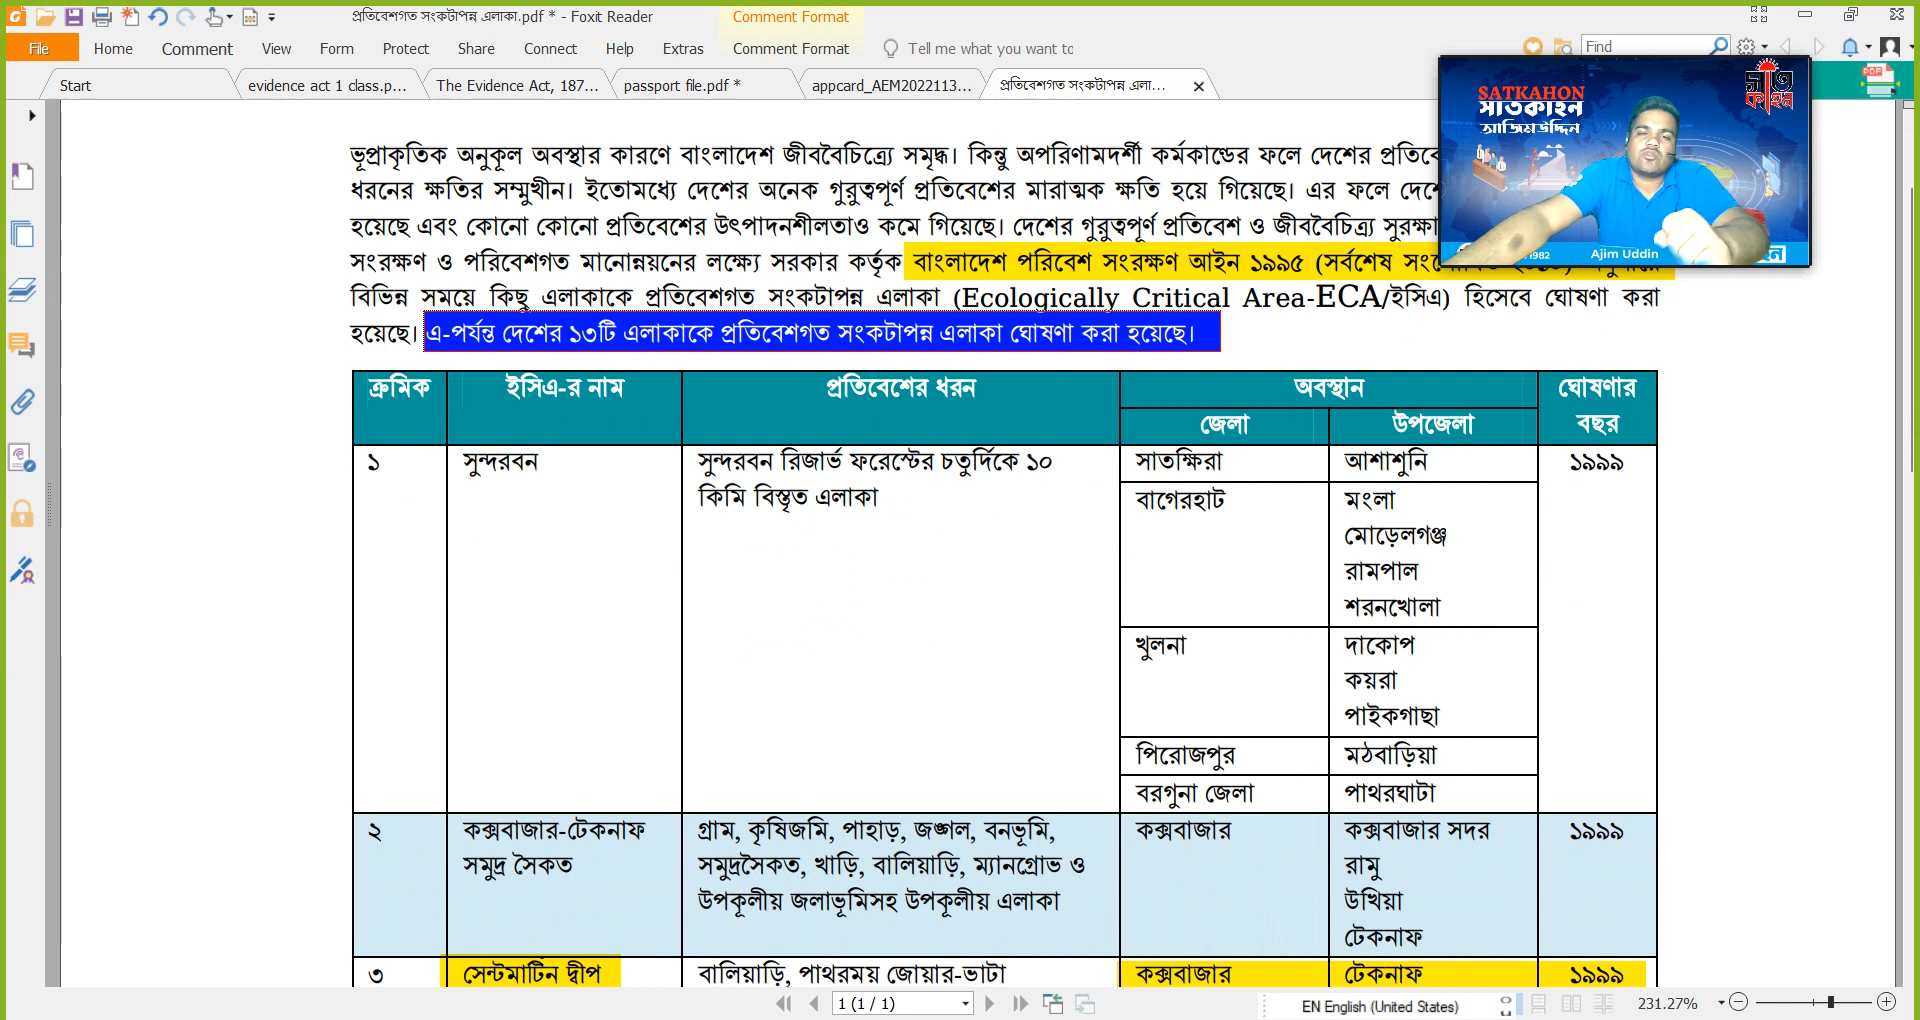 প্রতিবেশগত সংকটাপন্ন এলাকা.pdf * - Foxit Reader
Comment Format
File Home Comment View Form Protect Share Connect Help Extras Comment Format Tell me what you want to Find
Start evidence act 1 class.p... The Evidence Act, 187... passport file.pdf * appcard_AEM2022113... প্রতিবেশগত সংকটাপন্ন এলা...
SATKAHON
সাতকাহন
আজিমউদ্দিন
সাত কাহন
1982 Ajim Uddin
ভূপ্রাকৃতিক অনুকূল অবস্থার কারণে বাংলাদেশ জীববৈচিত্র্যে সমৃদ্ধ। কিন্তু অপরিণামদর্শী কর্মকান্ডের ফলে দেশের
ধরনের ক্ষতির সম্মুখীন। ইতোমধ্যে দেশের অনেক গুরুত্বপূর্ণ প্রতিবেশের মারাত্মক ক্ষতি হয়ে গিয়েছে। এর ফলে
হয়েছে এবং কোনো কোনো প্রতিবেশের উৎপাদনশীলতাও কমে গিয়েছে। দেশের গুরুত্বপূর্ণ প্রতিবেশ ও জীববৈচিত্র্য
সংরক্ষণ ও পরিবেশগত মানোন্নয়নের লক্ষ্যে সরকার কর্তৃক বাংলাদেশ পরিবেশ সংরক্ষণ আইন ১৯৯৫ (সর্বশেষ
বিভিন্ন সময়ে কিছু এলাকাকে প্রতিবেশগত সংকটাপন্ন এলাকা (Ecologically Critical Area-ECA/ইসিএ) হিসেবে ঘোষণা করা
হয়েছে। এ-পর্যন্ত দেশের ১৩টি এলাকাকে প্রতিবেশগত সংকটাপন্ন এলাকা ঘোষণা করা হয়েছে।
ক্রমিক ইসিএ-র নাম প্রতিবেশের ধরন অবস্থান ঘোষণার
জেলা উপজেলা বছর
১ সুন্দরবন সুন্দরবন রিজার্ভ ফরেস্টের চতুর্দিকে ১০ সাতক্ষিরা আশাশুনি ১৯৯৯
কিমি বিস্তৃত এলাকা বাগেরহাট মংলা
মোড়েলগঞ্জ
রামপাল
শরনখোলা
খুলনা দাকোপ
কয়রা
পাইকগাছা
পিরোজপুর মঠবাড়িয়া
বরগুনা জেলা পাথরঘাটা
২ কক্সবাজার-টেকনাফ গ্রাম, কৃষিজমি, পাহাড়, জঙ্গল, বনভূমি, কক্সবাজার কক্সবাজার সদর ১৯৯৯
সমুদ্র সৈকত সমুদ্রসৈকত, খাড়ি, বালিয়াড়ি, ম্যানগ্রোভ ও রামু
উপকূলীয় জলাভূমিসহ উপকূলীয় এলাকা উখিয়া
টেকনাফ
৩ সেন্টমার্টিন দ্বীপ বালিয়াড়ি, পাথরময় জোয়ার-ভাটা কক্সবাজার টেকনাফ ১৯৯৯
1 (1 / 1) EN English (United States) 231.27%